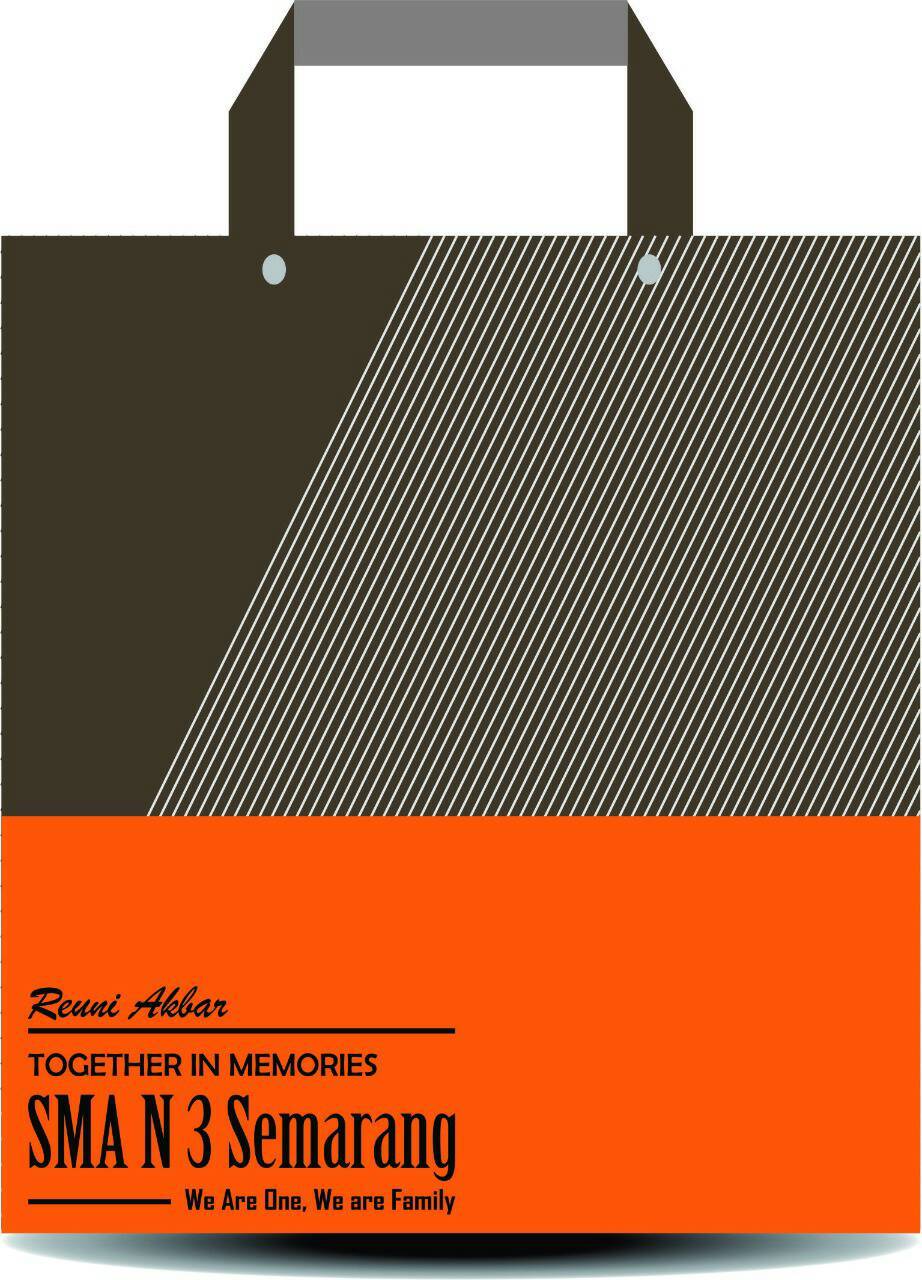 Reuni Akbar
TOGETHER IN MEMORIES
SMA N 3 Semarang
We Are One, We are Family